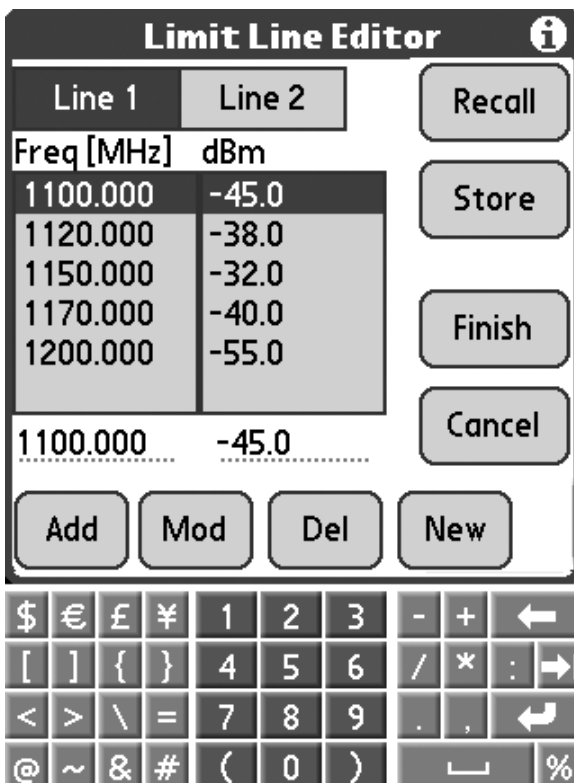 Limit Line Editor i
Line 1 Line 2 Recall
Freq [MHz] dBm
1100.000 -45.0 Store
1120.000 -38.0
1150.000 -32.0
1170.000 -40.0 Finish
1200.000 -55.0
1100.000 -45.0 Cancel
Add Mod Del New
$ € £ ¥ 1 2 3 - +
[ ] { } 4 5 6 / * :
< > \ = 7 8 9 . ,
@ ~ & # ( 0 ) %